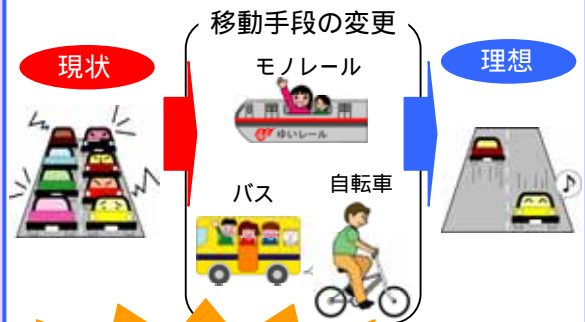 移動手段の変更
現状
モノレール
理想
ゆいレール
バス
自転車